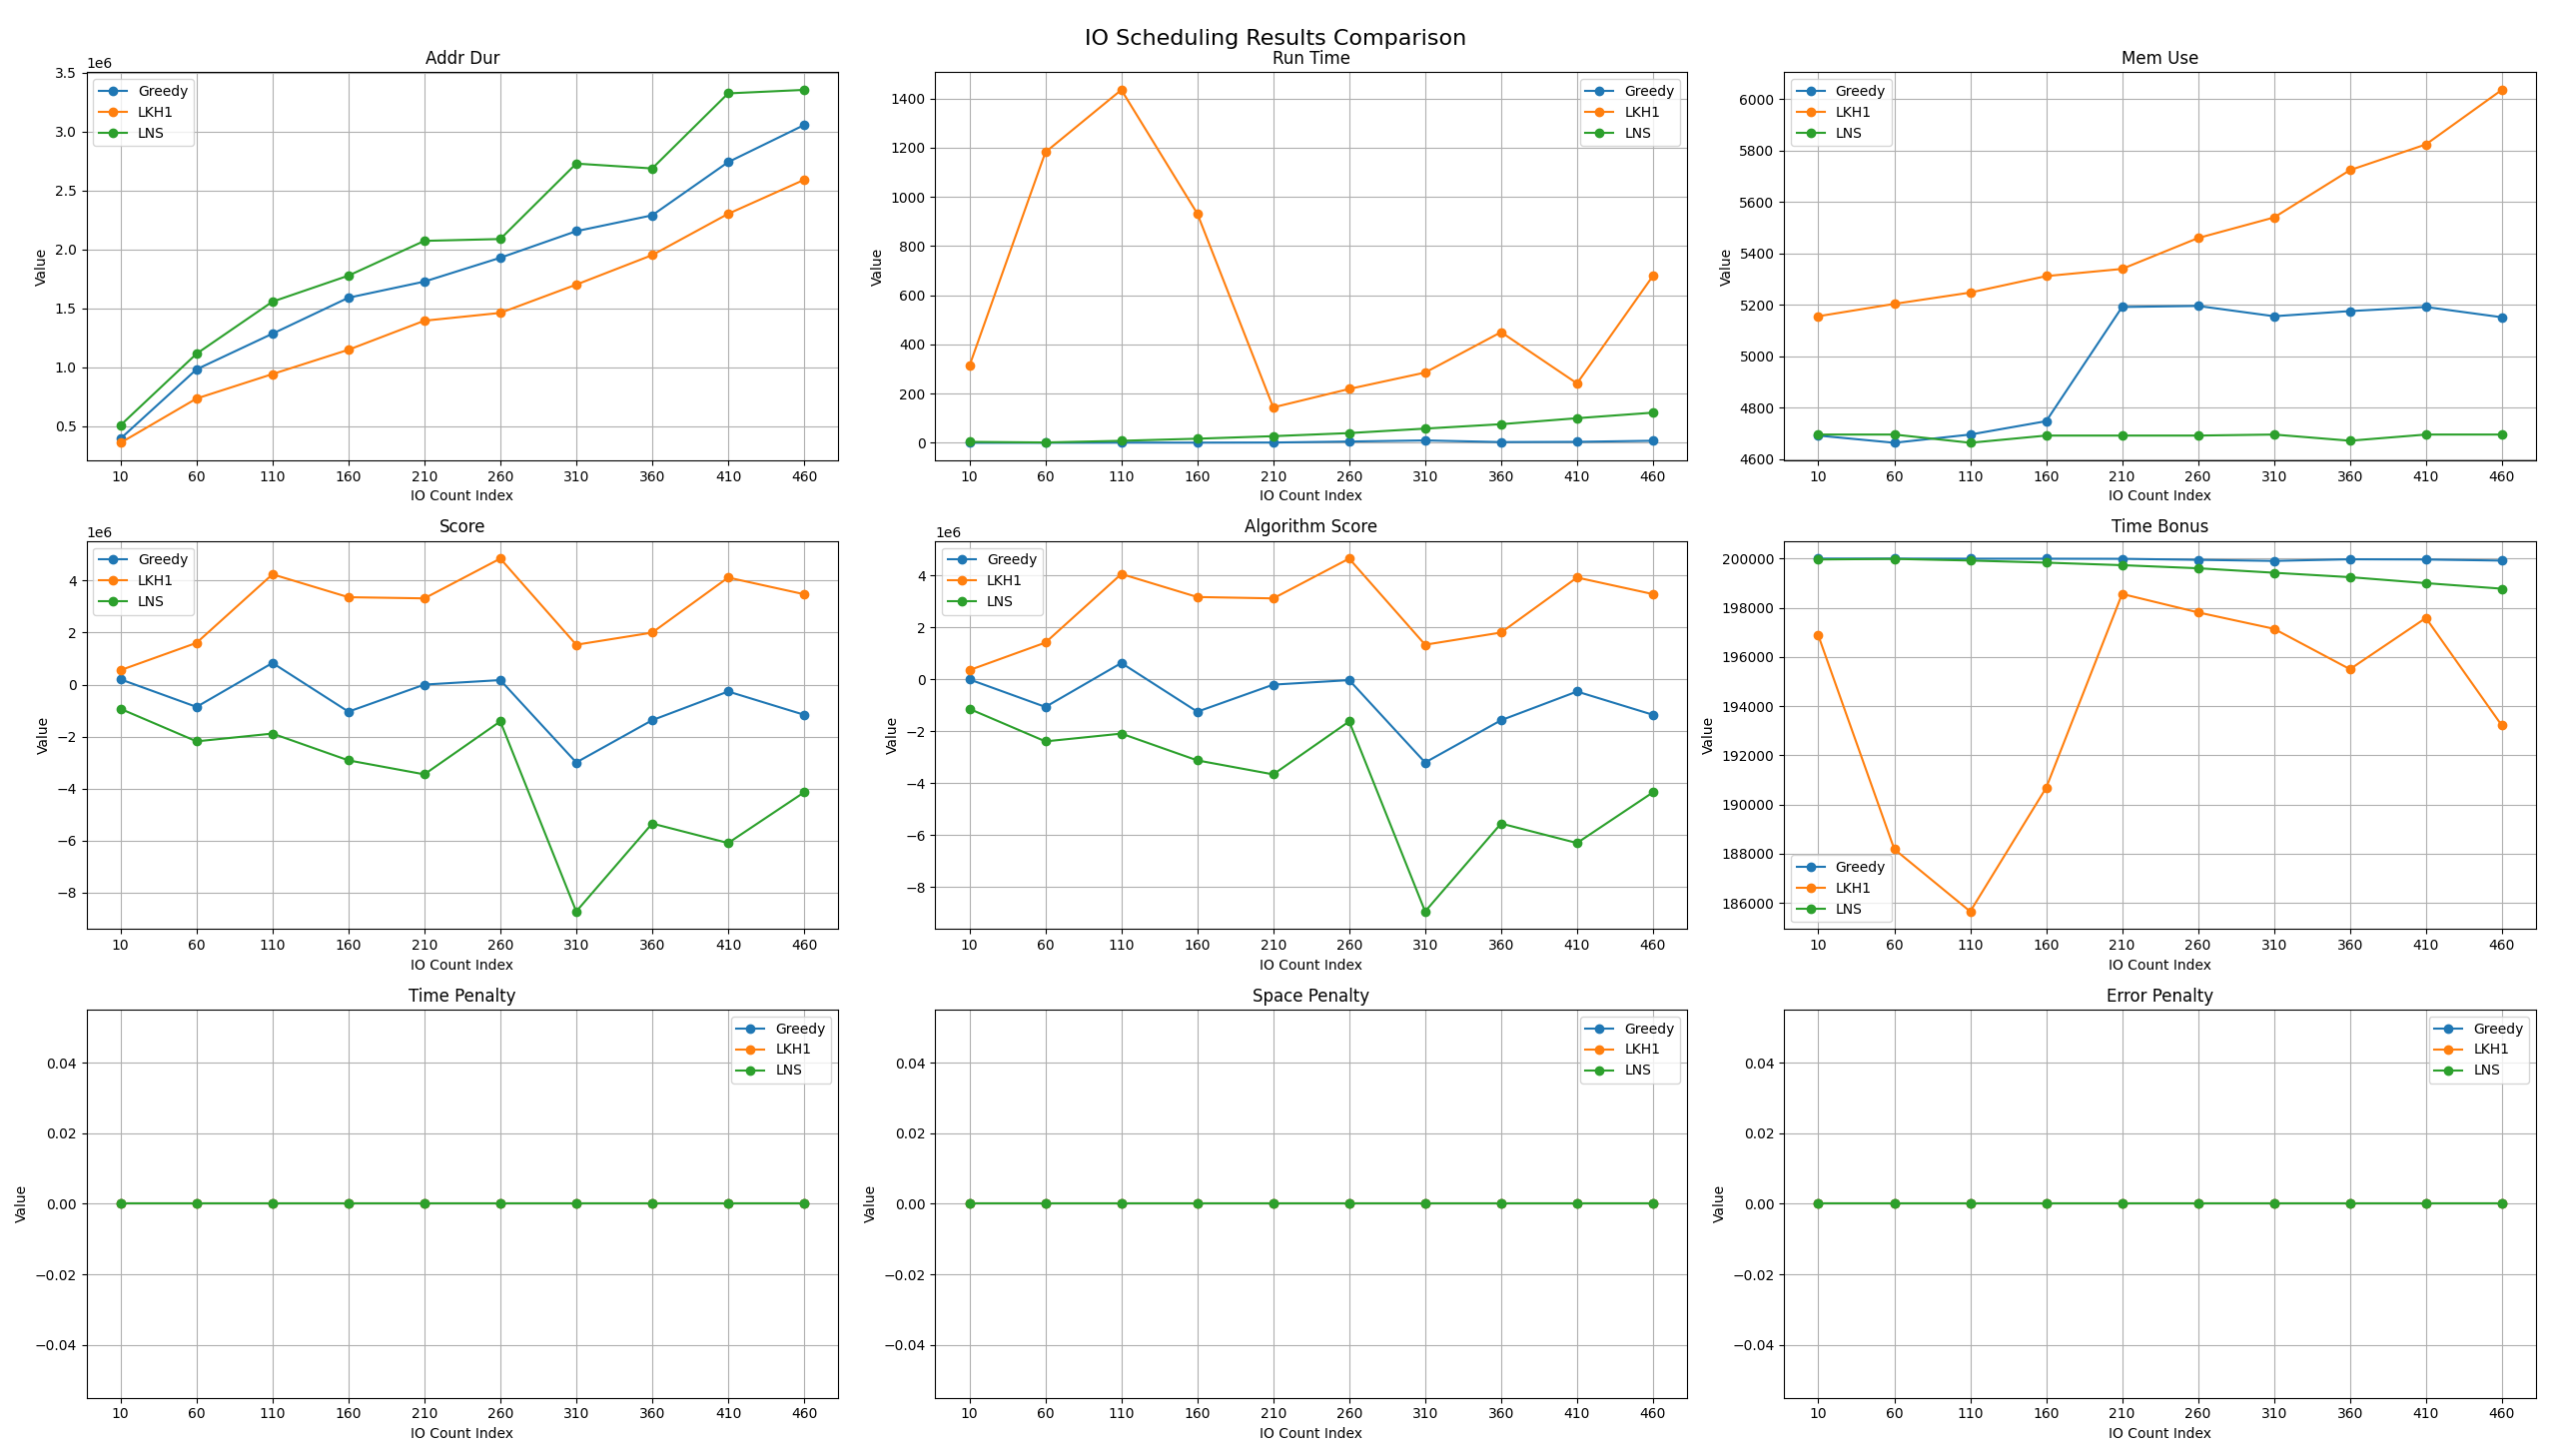 IO Scheduling Results Comparison
Addr Dur
1e6
3.5
3.0
2.5
2.0
1.5
1.0
0.5
Value
Greedy
LKH1
LNS
10 60 110 160 210 260 310 360 410 460
IO Count Index
Run Time
1400
1200
1000
800
600
400
200
0
Value
Greedy
LKH1
LNS
10 60 110 160 210 260 310 360 410 460
IO Count Index
Mem Use
6000
5800
5600
5400
5200
5000
4800
4600
Value
Greedy
LKH1
LNS
10 60 110 160 210 260 310 360 410 460
IO Count Index
Score
1e6
4
2
0
−2
−4
−6
−8
Value
Greedy
LKH1
LNS
10 60 110 160 210 260 310 360 410 460
IO Count Index
Algorithm Score
1e6
4
2
0
−2
−4
−6
−8
Value
Greedy
LKH1
LNS
10 60 110 160 210 260 310 360 410 460
IO Count Index
Time Bonus
200000
198000
196000
194000
192000
190000
188000
186000
Value
Greedy
LKH1
LNS
10 60 110 160 210 260 310 360 410 460
IO Count Index
Time Penalty
0.04
0.02
0.00
−0.02
−0.04
Value
Greedy
LKH1
LNS
10 60 110 160 210 260 310 360 410 460
IO Count Index
Space Penalty
0.04
0.02
0.00
−0.02
−0.04
Value
Greedy
LKH1
LNS
10 60 110 160 210 260 310 360 410 460
IO Count Index
Error Penalty
0.04
0.02
0.00
−0.02
−0.04
Value
Greedy
LKH1
LNS
10 60 110 160 210 260 310 360 410 460
IO Count Index